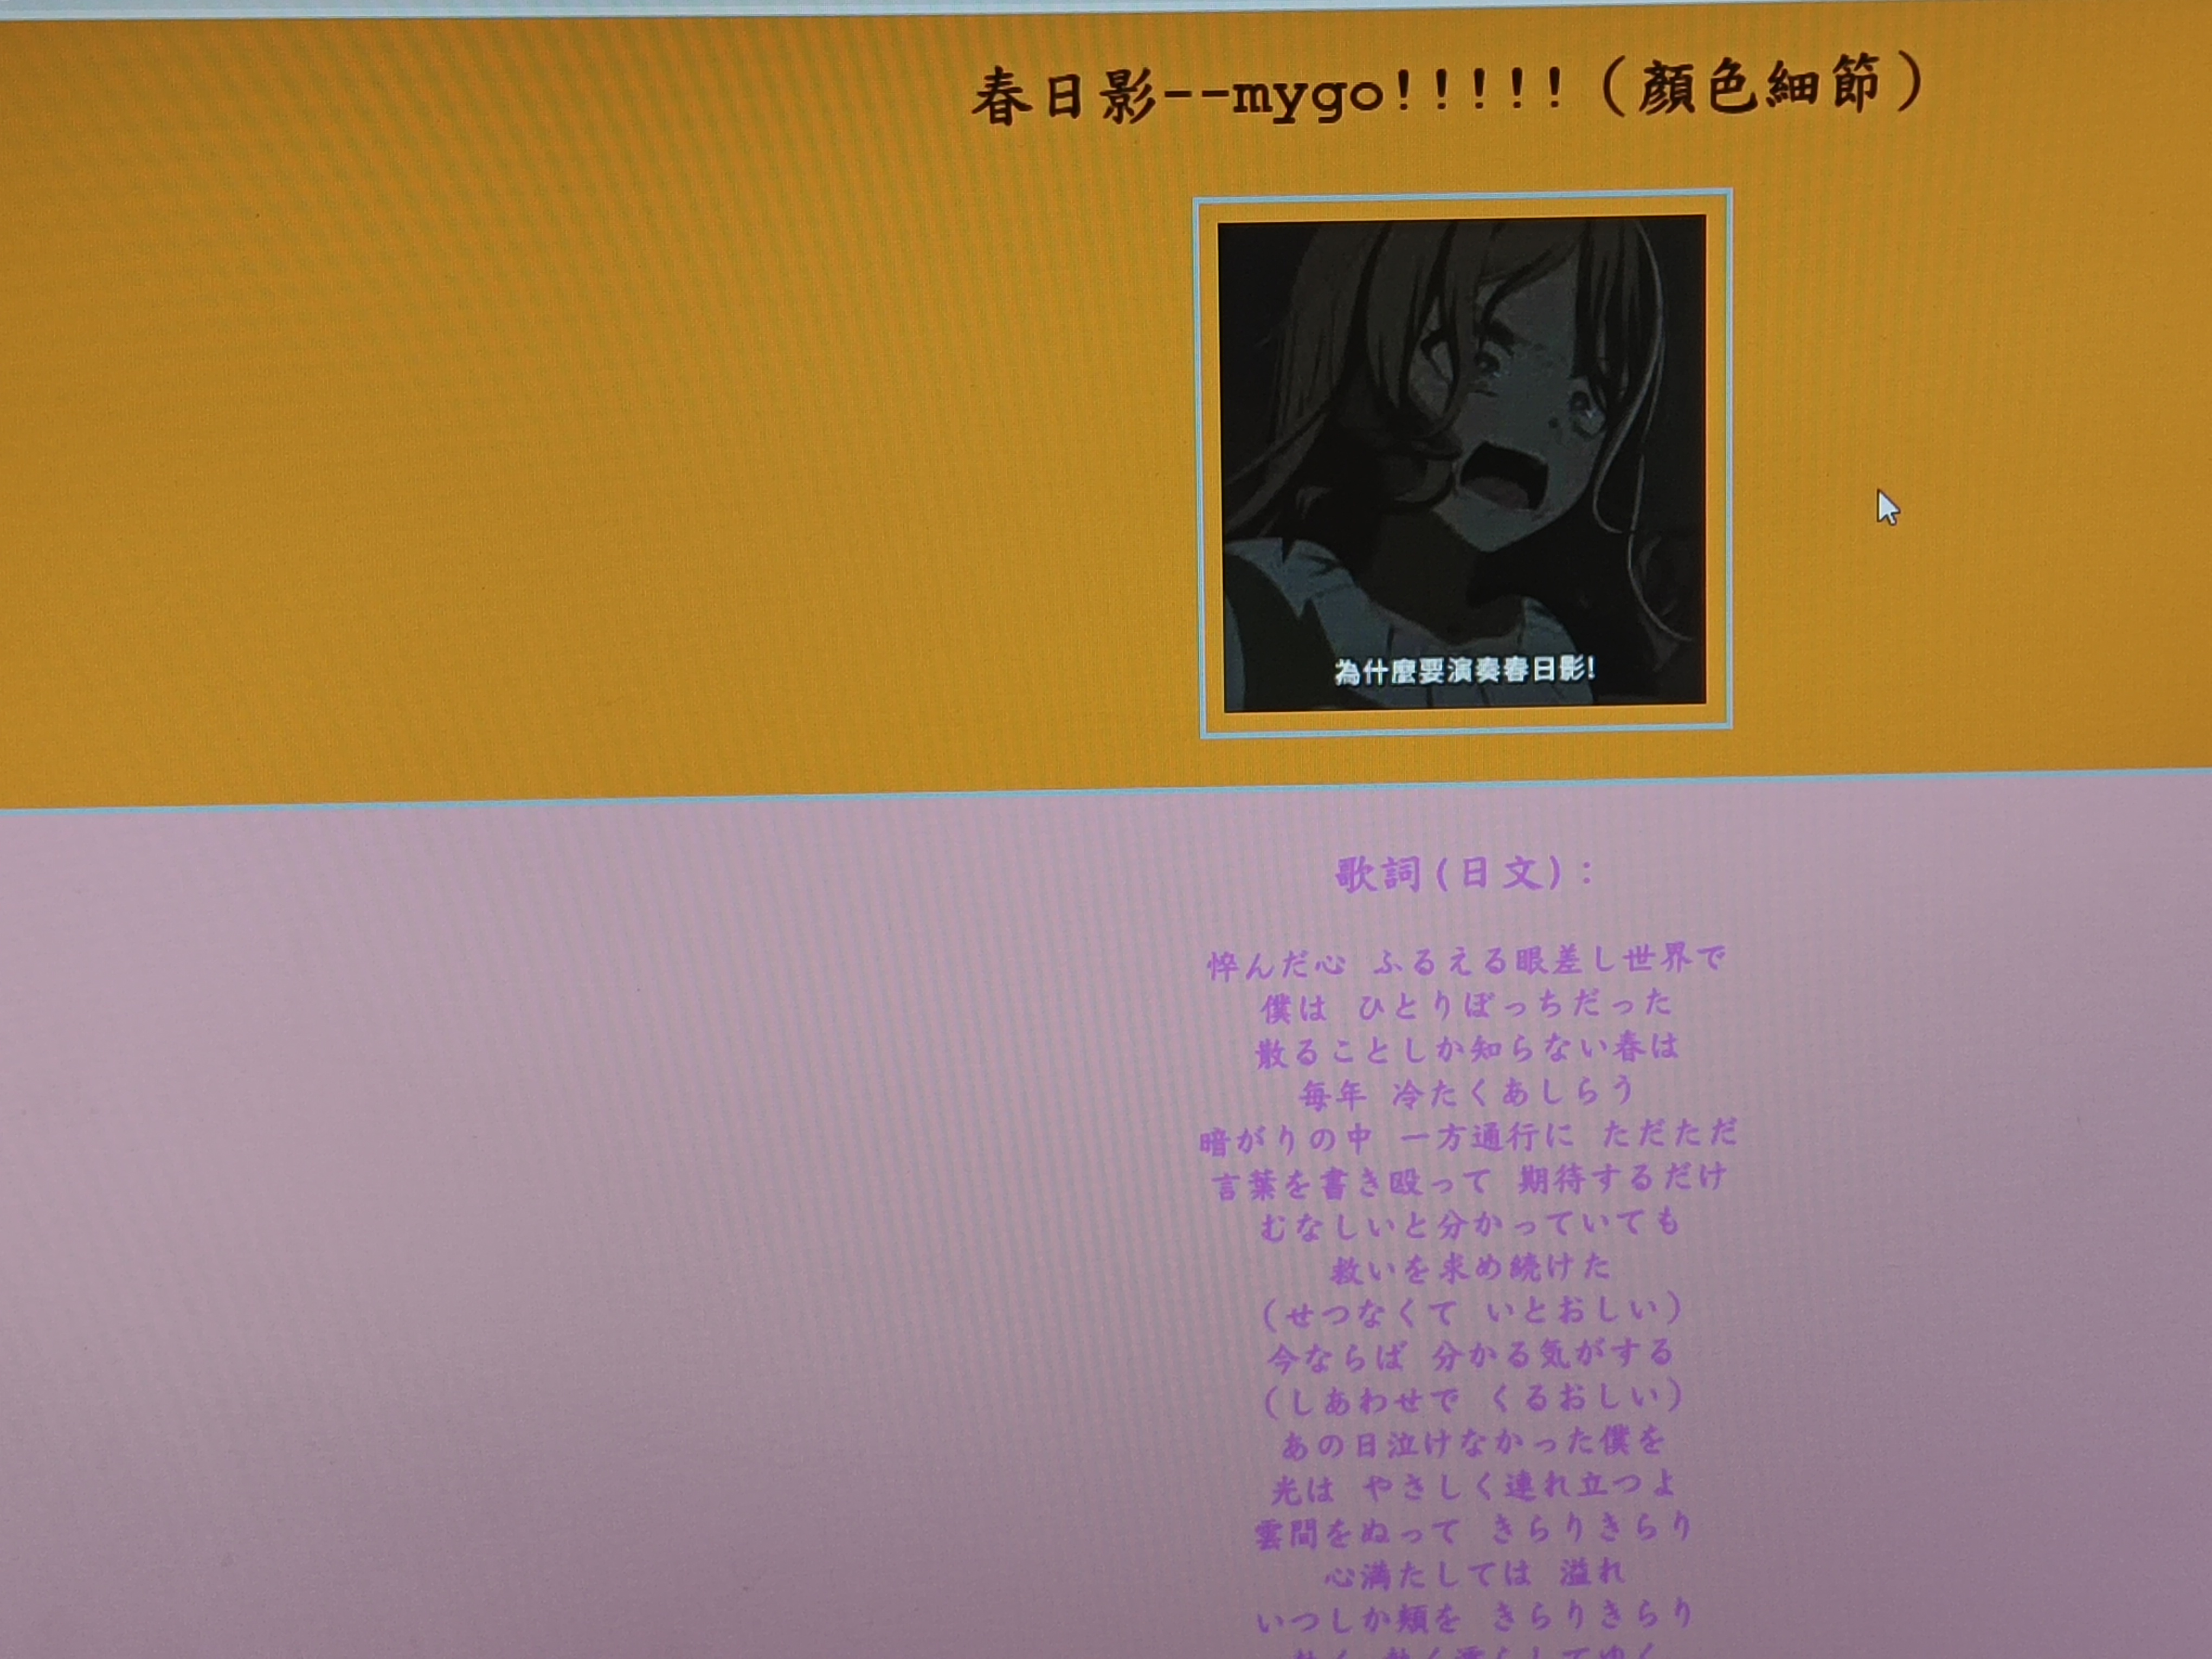 春日影--mygo!!!!!（顏色細節）
為什麼要演奏春日影!
歌詞(日文):
悴んだ心 ふるえる眼差し世界で
僕は ひとりぼっちだった
散ることしか知らない春は
毎年 冷たくあしらう
暗がりの中 一方通行に ただただ
言葉を書き殴って 期待するだけ
むなしいと分かっていても
救いを求め続けた
(せつなくて いとおしい)
今ならば 分かる気がする
(しあわせで くるおしい)
あの日泣けなかった僕を
光は やさしく連れ立つよ
雲間をぬって きらりきらり
心満たしては 溢れ
いつしか頬を きらりきらり